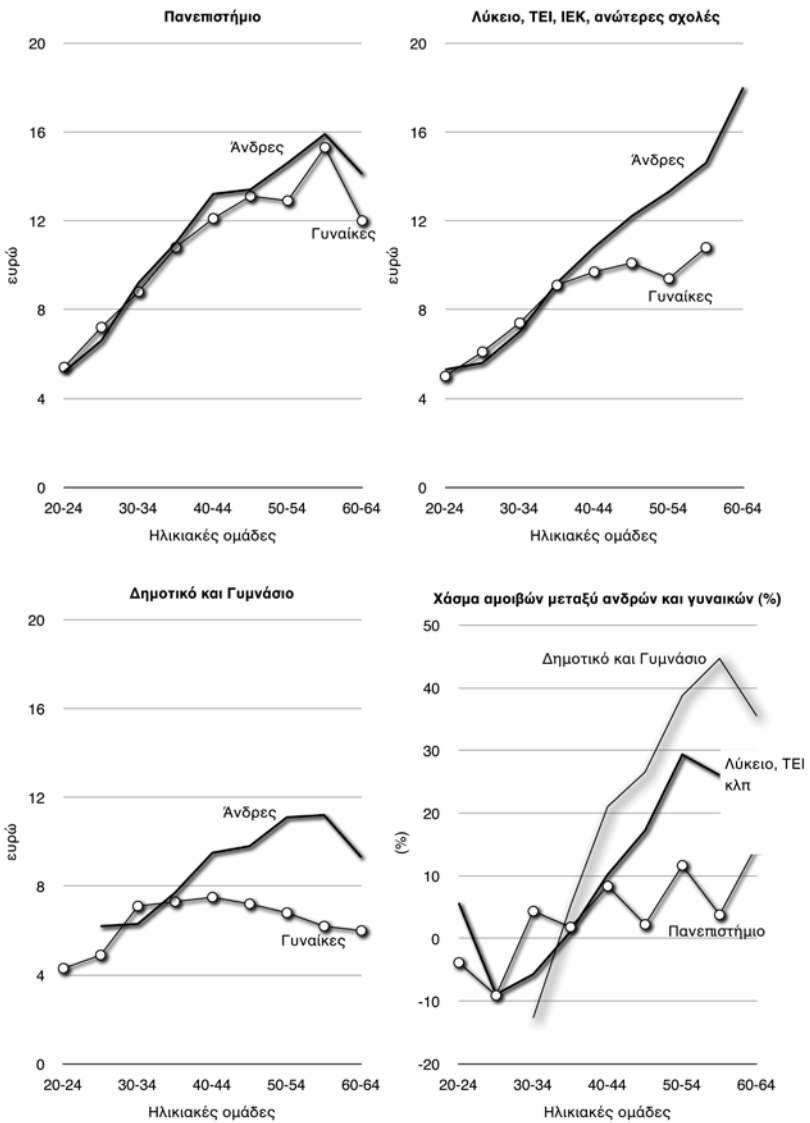 Πανεπιστήμιο
20
16
12
8
4
0
ευρώ
Άνδρες
Γυναίκες
20-24 30-34 40-44 50-54 60-64
Ηλικιακές ομάδες
Λύκειο, ΤΕΙ, ΙΕΚ, ανώτερες σχολές
20
16
12
8
4
0
ευρώ
Άνδρες
Γυναίκες
20-24 30-34 40-44 50-54 60-64
Ηλικιακές ομάδες
Δημοτικό και Γυμνάσιο
20
16
12
8
4
0
ευρώ
Άνδρες
Γυναίκες
20-24 30-34 40-44 50-54 60-64
Ηλικιακές ομάδες
Χάσμα αμοιβών μεταξύ ανδρών και γυναικών (%)
50
40
30
20
10
0
-10
-20
(%)
Δημοτικό και Γυμνάσιο
Λύκειο, ΤΕΙ
κλπ
Πανεπιστήμιο
20-24 30-34 40-44 50-54 60-64
Ηλικιακές ομάδες